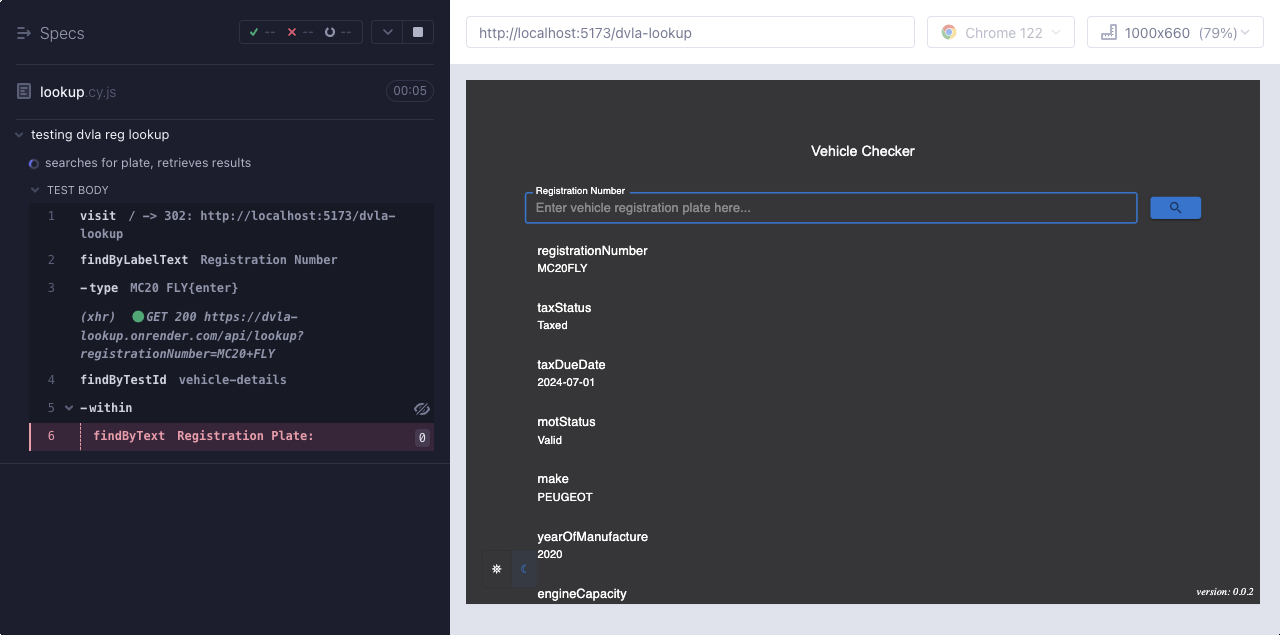 Specs
-- -- --
lookup.cy.js
00:05
testing dvla reg lookup
searches for plate, retrieves results
TEST BODY
1 visit / -> 302: http://localhost:5173/dvla-
lookup
2 findByLabelText Registration Number
3 -type MC20 FLY{enter}
(xhr) GET 200 https://dvla-
lookup.onrender.com/api/lookup?
registrationNumber=MC20+FLY
4 findByTestId vehicle-details
5 -within
6 findByText Registration Plate: 0
http://localhost:5173/dvla-lookup
Chrome 122
1000x660 (79%)
Vehicle Checker
Registration Number
Enter vehicle registration plate here...
registrationNumber
MC20FLY
taxStatus
Taxed
taxDueDate
2024-07-01
motStatus
Valid
make
PEUGEOT
yearOfManufacture
2020
engineCapacity
version: 0.0.2